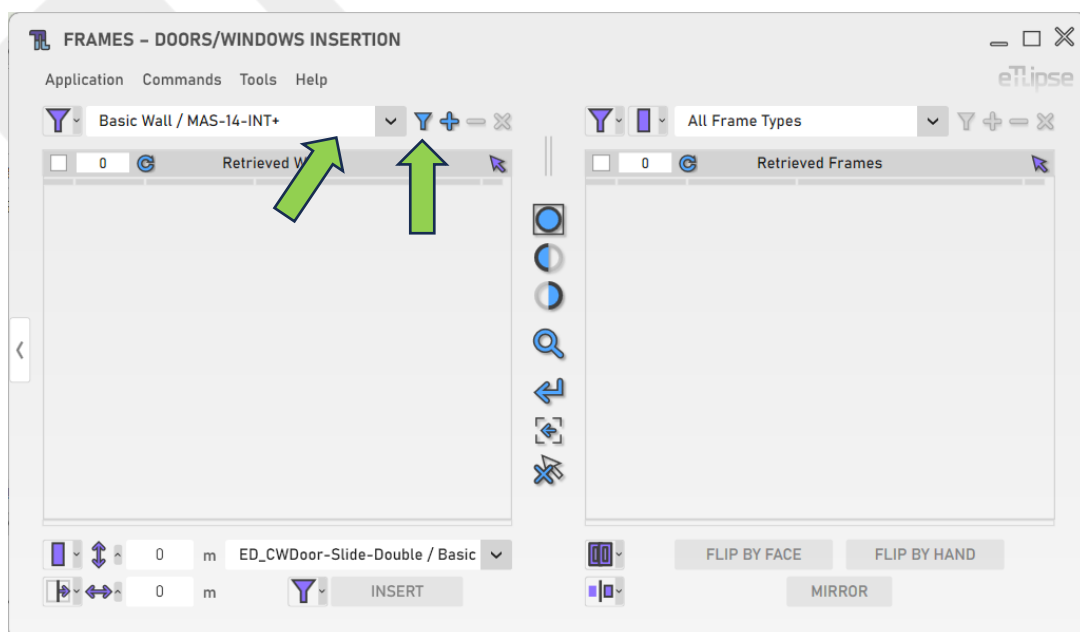 FRAMES – DOORS/WINDOWS INSERTION
Application Commands Tools Help
eTLipse
Basic Wall / MAS-14-INT+
All Frame Types
0 Retrieved W
0 Retrieved Frames
0 m ED_CWDoor-Slide-Double / Basic
FLIP BY FACE FLIP BY HAND
0 m INSERT
MIRROR